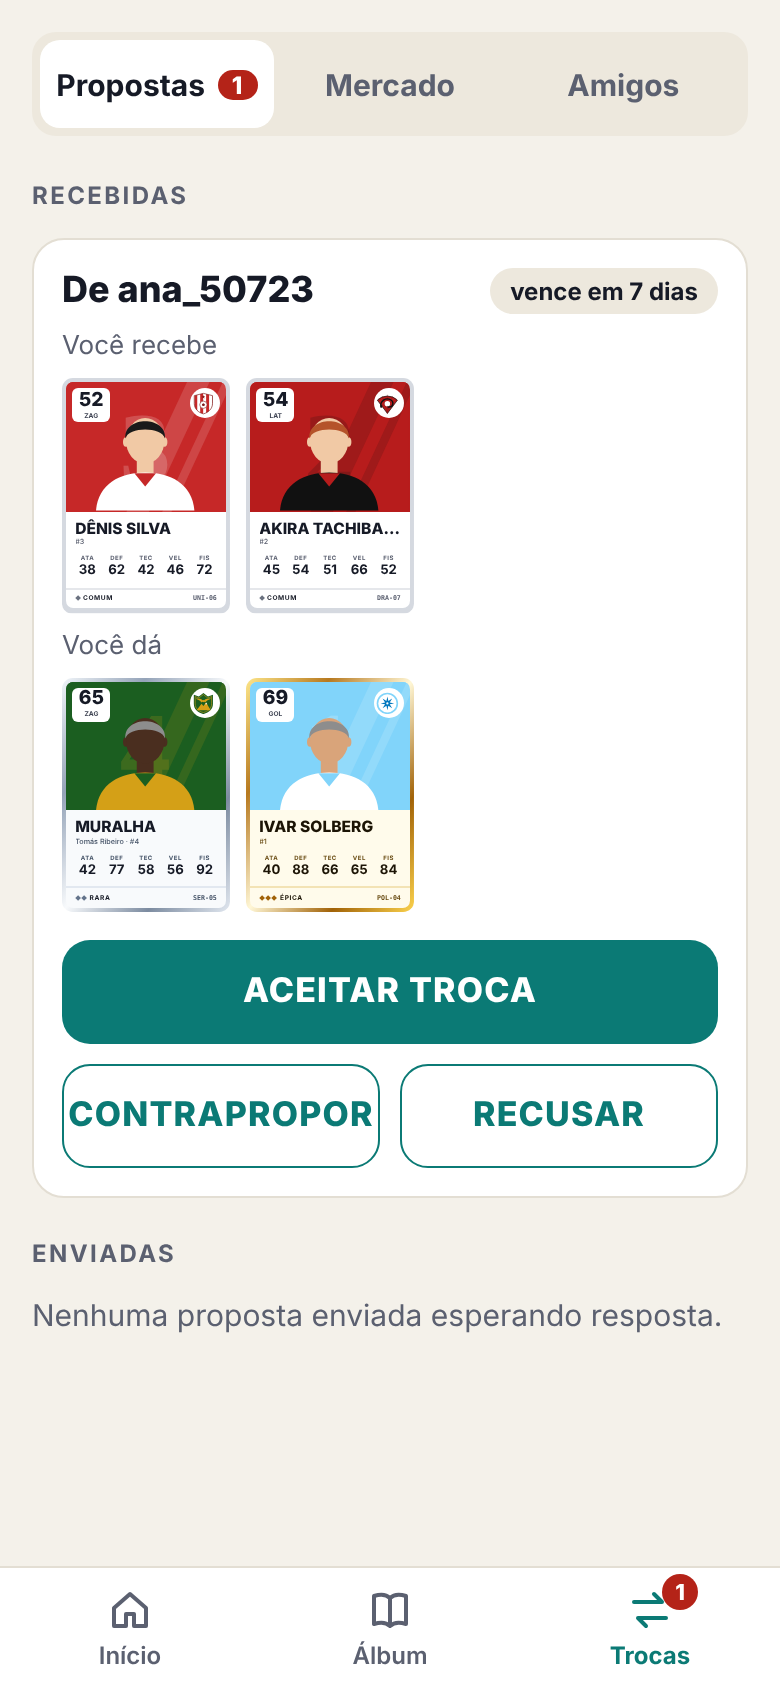 Propostas 1 Mercado Amigos
RECEBIDAS
De ana_50723 vence em 7 dias
Você recebe
52 ZAG
DÊNIS SILVA
#3
ATA DEF TEC VEL FIS
38 62 42 46 72
◆ COMUM UNI-06
54 LAT
AKIRA TACHIBA...
#2
ATA DEF TEC VEL FIS
45 54 51 66 52
◆ COMUM DRA-07
Você dá
65 ZAG
MURALHA
Tomás Ribeiro · #4
ATA DEF TEC VEL FIS
42 77 58 56 92
◆◆ RARA SER-05
69 GOL
IVAR SOLBERG
#1
ATA DEF TEC VEL FIS
40 88 66 65 84
◆◆◆ ÉPICA POL-04
ACEITAR TROCA
CONTRAPROPOR RECUSAR
ENVIADAS
Nenhuma proposta enviada esperando resposta.
1
Início Álbum Trocas